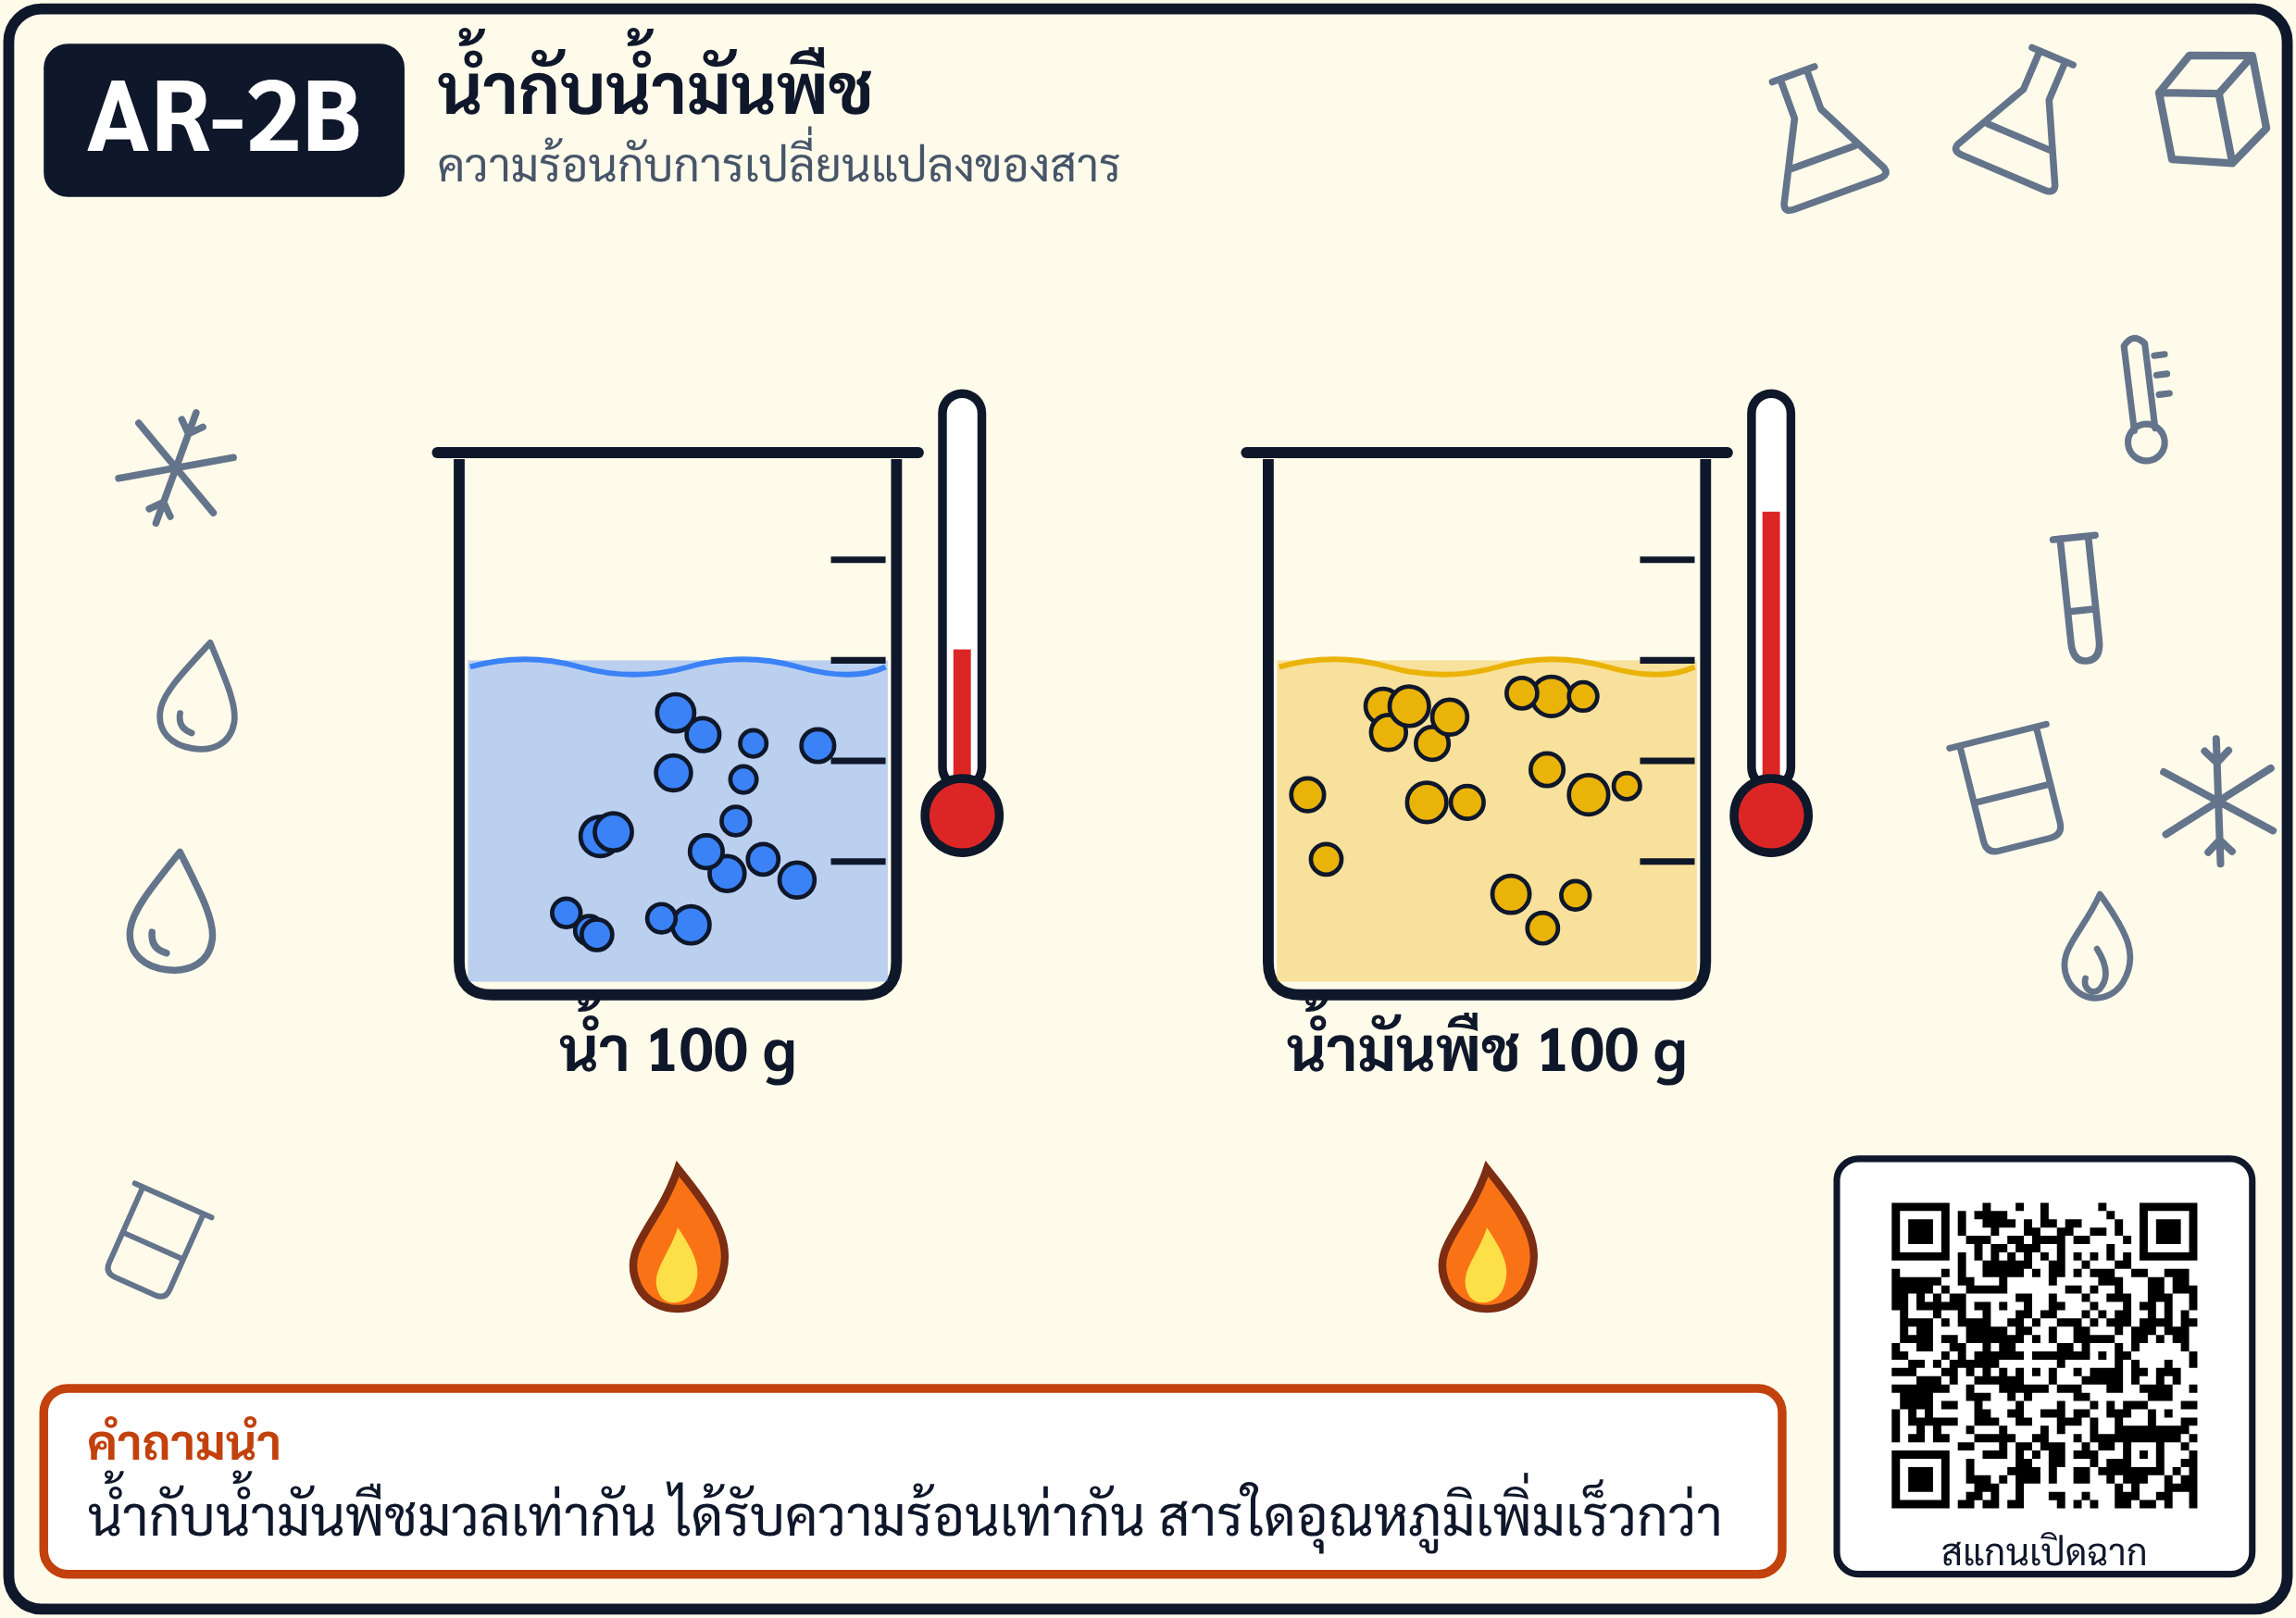 AR-2B
น้ำกับน้ำมันพืช
ความร้อนกับการเปลี่ยนแปลงของสาร
น้ำ 100 g
น้ำมันพืช 100 g
คำถามนำ
น้ำกับน้ำมันพืชมวลเท่ากัน ได้รับความร้อนเท่ากัน สารใดอุณหภูมิเพิ่มเร็วกว่า
สแกนเปิดฉาก